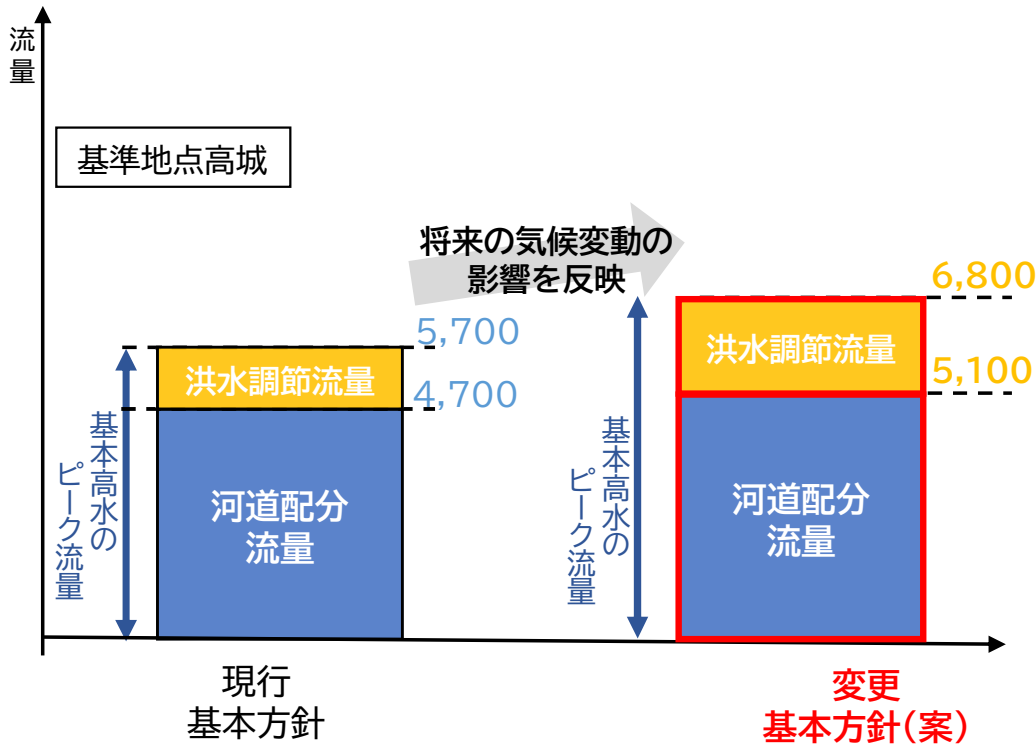 流量
基準地点高城
将来の気候変動の
影響を反映
5,700
洪水調節流量
4,700
基本高水の
ピーク流量
河道配分
流量
6,800
洪水調節流量
5,100
基本高水の
ピーク流量
河道配分
流量
現行
基本方針
変更
基本方針(案)